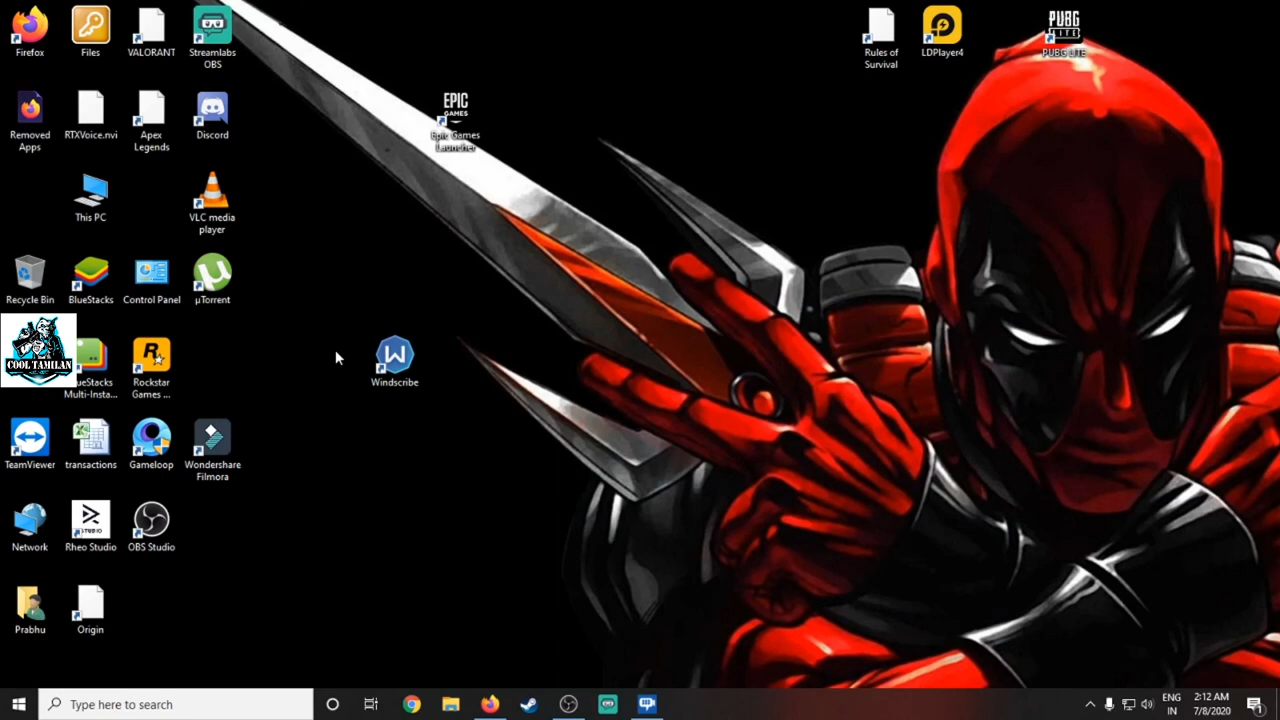 Firefox
Files
VALORANT
Streamlabs
OBS
Rules of
Survival
LDPlayer4
PUBG
LITE
PUBG LITE
EPIC
GAMES
Epic Games
Launcher
Removed
Apps
RTXVoice.nvi
Apex
Legends
Discord
This PC
VLC media
player
Recycle Bin
BlueStacks
Control Panel
µTorrent
COOL TAMILAN
Multi-Insta...
R
Rockstar
Games ...
W
Windscribe
TeamViewer
transactions
Gameloop
Wondershare
Filmora
STUDIO
Network
Rheo Studio
OBS Studio
Prabhu
Origin
Type here to search
ENG
IN
2:12 AM
7/8/2020
1